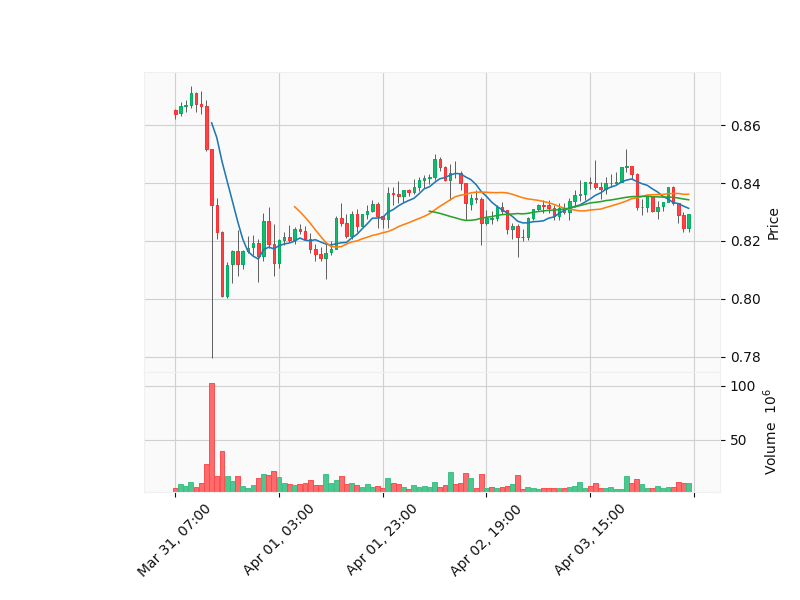 0.86
0.84
0.82
0.80
0.78
Price
100
50
Volume 10^6
Mar 31, 07:00
Apr 01, 03:00
Apr 01, 23:00
Apr 02, 19:00
Apr 03, 15:00